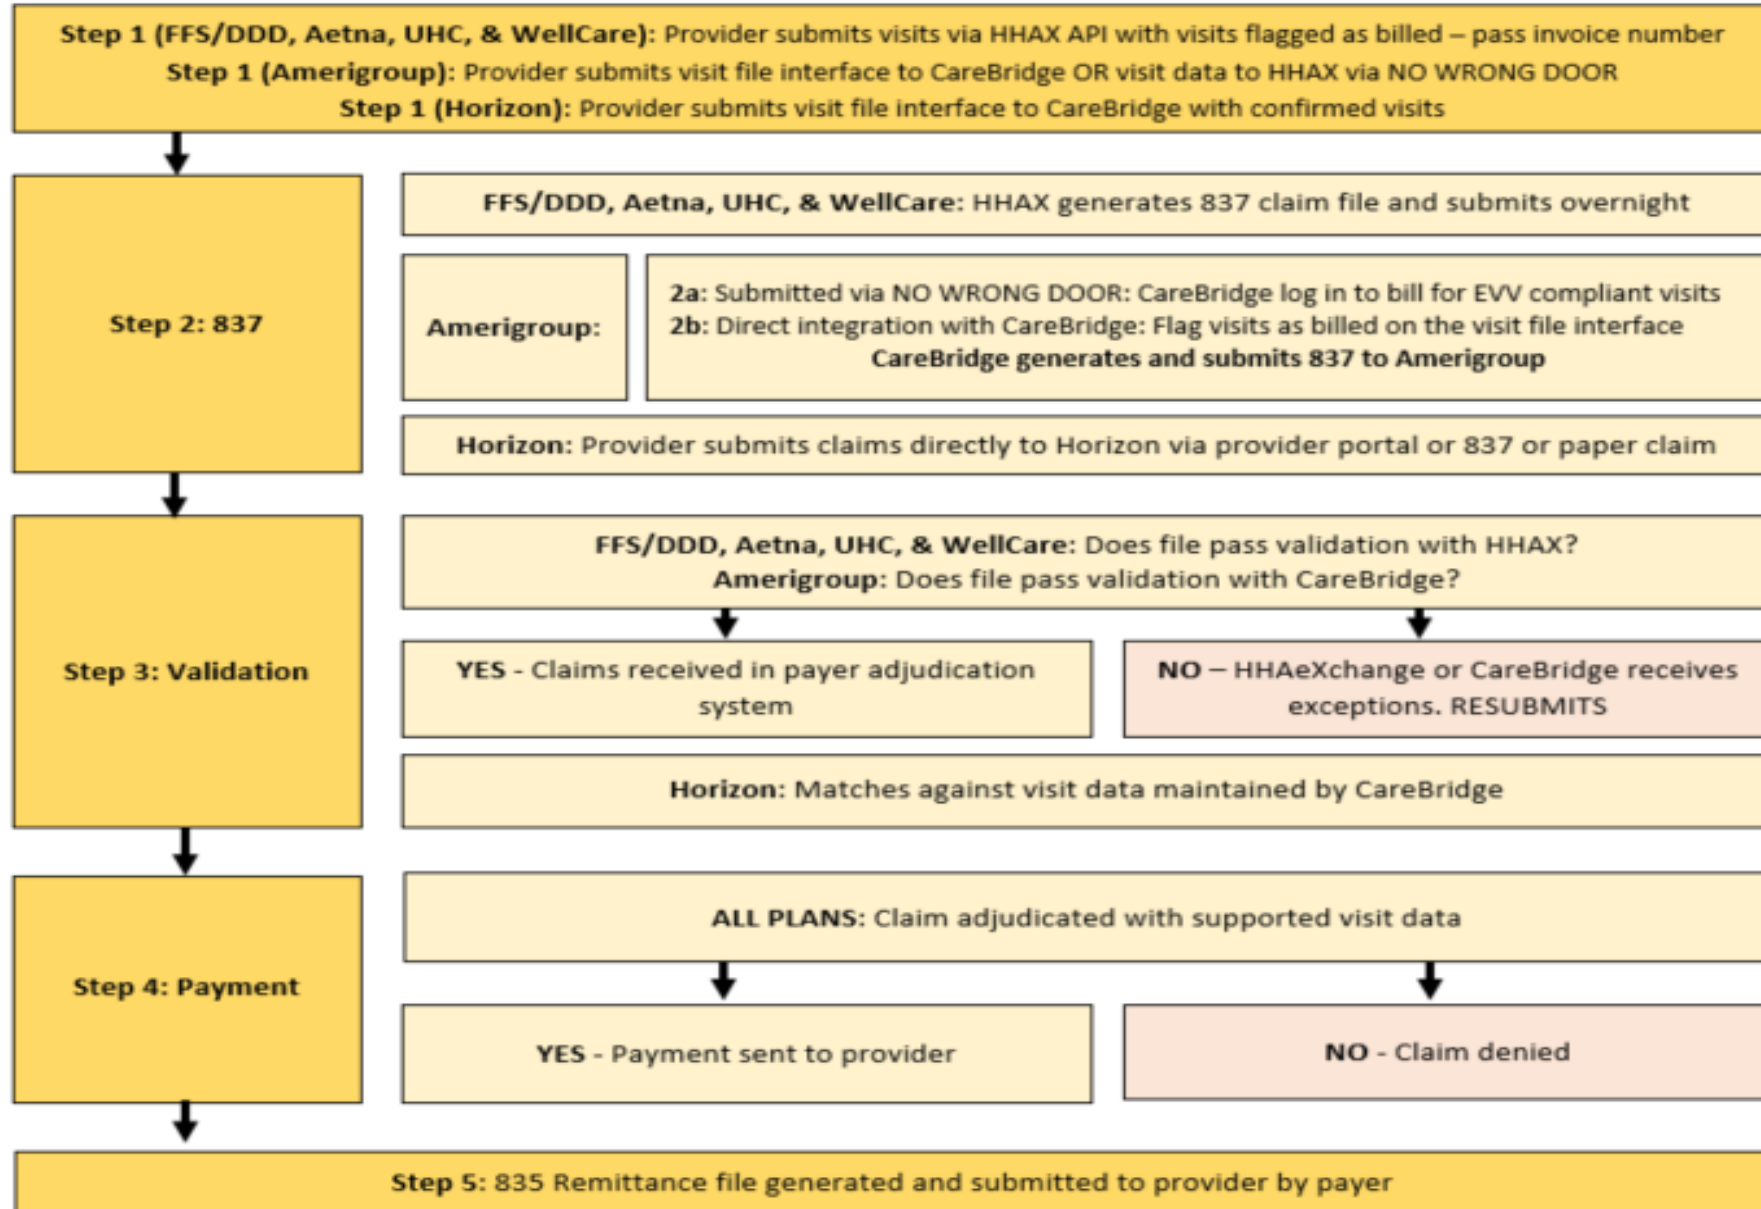 Step 1 (FFS/DDD, Aetna, UHC, & WellCare): Provider submits visits via HHAX API with visits flagged as billed – pass invoice number
Step 1 (Amerigroup): Provider submits visit file interface to CareBridge OR visit data to HHAX via NO WRONG DOOR
Step 1 (Horizon): Provider submits visit file interface to CareBridge with confirmed visits
Step 2: 837
FFS/DDD, Aetna, UHC, & WellCare: HHAX generates 837 claim file and submits overnight
Amerigroup:
2a: Submitted via NO WRONG DOOR: CareBridge log in to bill for EVV compliant visits
2b: Direct integration with CareBridge: Flag visits as billed on the visit file interface
CareBridge generates and submits 837 to Amerigroup
Horizon: Provider submits claims directly to Horizon via provider portal or 837 or paper claim
Step 3: Validation
FFS/DDD, Aetna, UHC, & WellCare: Does file pass validation with HHAX?
Amerigroup: Does file pass validation with CareBridge?
YES - Claims received in payer adjudication
system
NO – HHAeXchange or CareBridge receives
exceptions. RESUBMITS
Horizon: Matches against visit data maintained by CareBridge
Step 4: Payment
ALL PLANS: Claim adjudicated with supported visit data
YES - Payment sent to provider
NO - Claim denied
Step 5: 835 Remittance file generated and submitted to provider by payer